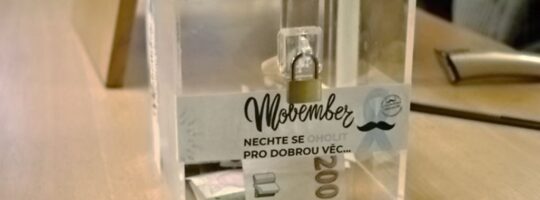 Movember
NECHTE SE OHOLIT
PRO DOBROU VĚC...
200